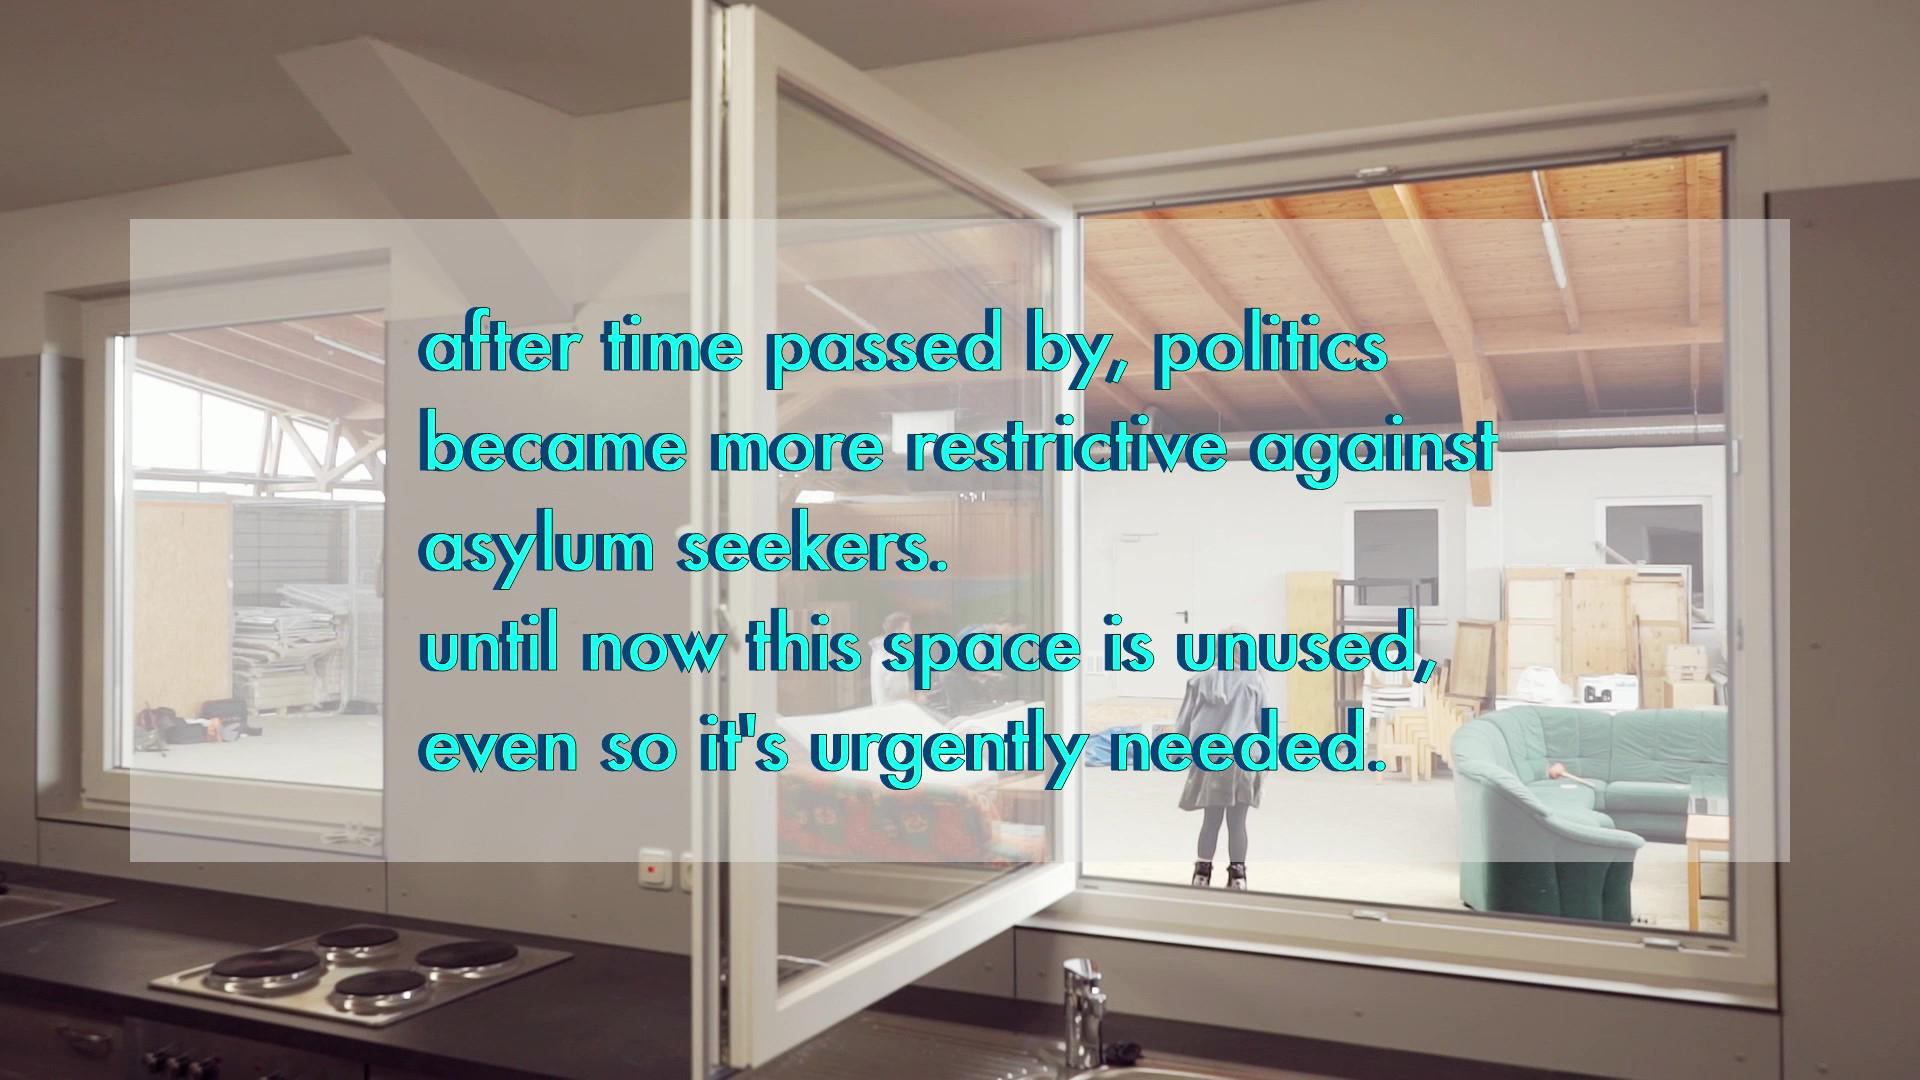 after time passed by, politics
became more restrictive against
asylum seekers.
until now this space is unused,
even so it's urgently needed.